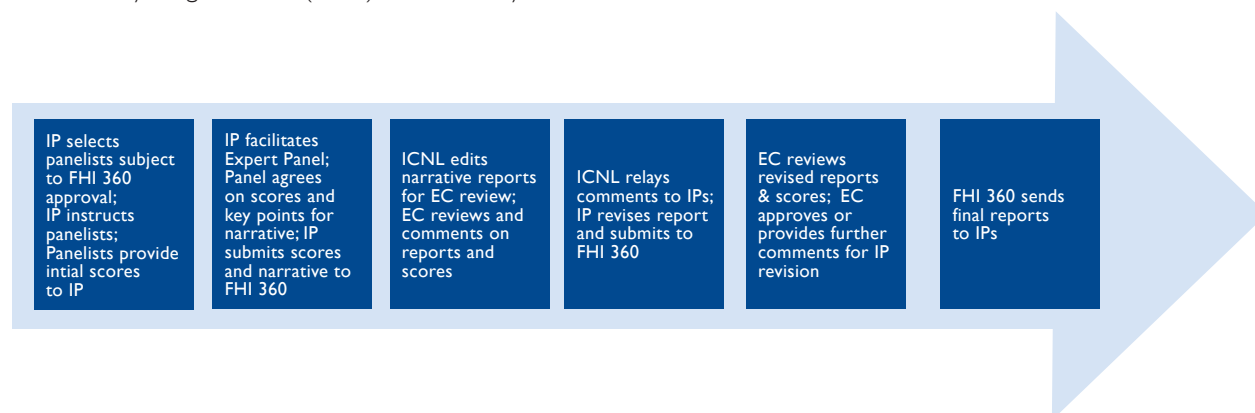 IP selects
panelists subject
to FHI 360
approval;
IP instructs
panelists;
Panelists provide
intial scores
to IP
IP facilitates
Expert Panel;
Panel agrees
on scores and
key points for
narrative; IP
submits scores
and narrative to
FHI 360
ICNL edits
narrative reports
for EC review;
EC reviews and
comments on
reports and
scores
ICNL relays
comments to IPs;
IP revises report
and submits to
FHI 360
EC reviews
revised reports
& scores; EC
approves or
provides further
comments for IP
revision
FHI 360 sends
final reports
to IPs